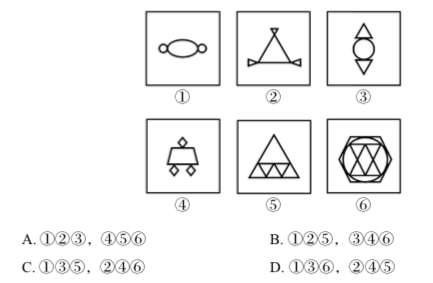 ① ② ③
④ ⑤ ⑥
A. ①②③，④⑤⑥ B. ①②⑤，③④⑥
C. ①③⑤，②④⑥ D. ①③⑥，②④⑤